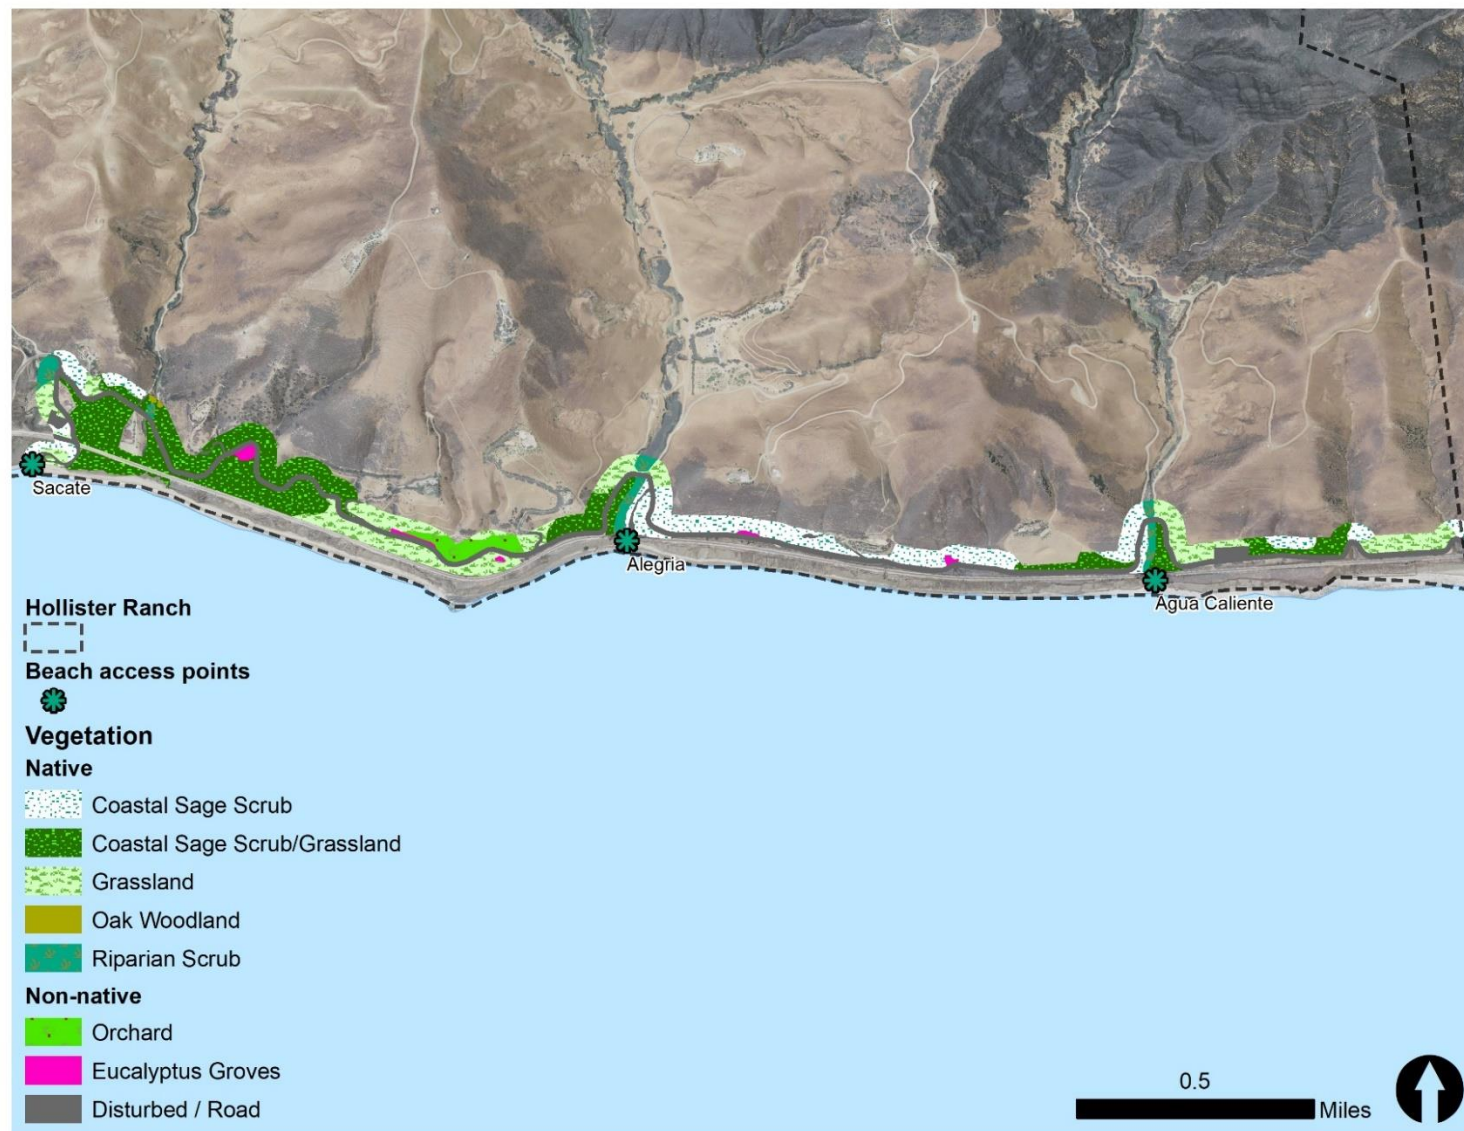 Sacate
Alegria
Agua Caliente
Hollister Ranch
Beach access points
Vegetation
Native
Coastal Sage Scrub
Coastal Sage Scrub/Grassland
Grassland
Oak Woodland
Riparian Scrub
Non-native
Orchard
Eucalyptus Groves
Disturbed / Road
0.5
Miles